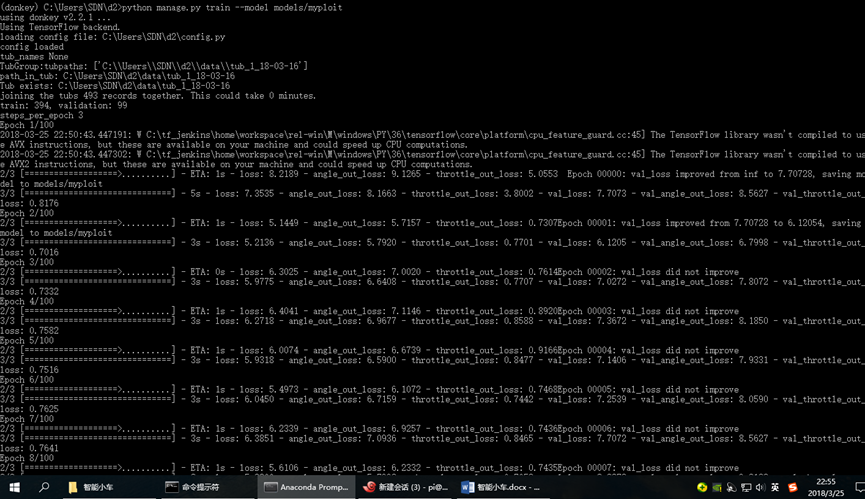 (donkey) C:\Users\SDN\d2>python manage.py train --model models/myploit
using donkey v2.2.1 ...
Using TensorFlow backend.
loading config file: C:\Users\SDN\d2\config.py
config loaded
tub_names None
TubGroup:tubpaths: ['C:\\Users\\SDN\\d2\\data\\tub_1_18-03-16']
path_in_tub: C:\Users\SDN\d2\data\tub_1_18-03-16
Tub exists: C:\Users\SDN\d2\data\tub_1_18-03-16
joining the tubs 493 records together. This could take 0 minutes.
train: 394, validation: 99
steps_per_epoch 3
Epoch 1/100
2018-03-25 22:50:43.447191: W C:\tf_jenkins\home\workspace\rel-win\M\windows\PY\36\tensorflow\core\platform\cpu_feature_guard.cc:45] The TensorFlow library wasn't compiled to us
e AVX instructions, but these are available on your machine and could speed up CPU computations.
2018-03-25 22:50:43.447302: W C:\tf_jenkins\home\workspace\rel-win\M\windows\PY\36\tensorflow\core\platform\cpu_feature_guard.cc:45] The TensorFlow library wasn't compiled to us
e AVX2 instructions, but these are available on your machine and could speed up CPU computations.
2/3 [===================>..........] - ETA: 1s - loss: 8.2189 - angle_out_loss: 9.1265 - throttle_out_loss: 5.0553  Epoch 00000: val_loss improved from inf to 7.70728, saving mo
del to models/myploit
3/3 [==============================] - 5s - loss: 7.3535 - angle_out_loss: 8.1663 - throttle_out_loss: 3.8002 - val_loss: 7.7073 - val_angle_out_loss: 8.5627 - val_throttle_out_
loss: 0.8176
Epoch 2/100
2/3 [===================>..........] - ETA: 1s - loss: 5.1449 - angle_out_loss: 5.7157 - throttle_out_loss: 0.7307Epoch 00001: val_loss improved from 7.70728 to 6.12054, saving
model to models/myploit
3/3 [==============================] - 3s - loss: 5.2136 - angle_out_loss: 5.7920 - throttle_out_loss: 0.7701 - val_loss: 6.1205 - val_angle_out_loss: 6.7998 - val_throttle_out_
loss: 0.7016
Epoch 3/100
2/3 [===================>..........] - ETA: 0s - loss: 6.3025 - angle_out_loss: 7.0020 - throttle_out_loss: 0.7614Epoch 00002: val_loss did not improve
3/3 [==============================] - 3s - loss: 5.9775 - angle_out_loss: 6.6408 - throttle_out_loss: 0.7707 - val_loss: 7.0272 - val_angle_out_loss: 7.8072 - val_throttle_out_
loss: 0.7332
Epoch 4/100
2/3 [===================>..........] - ETA: 1s - loss: 6.4041 - angle_out_loss: 7.1146 - throttle_out_loss: 0.8920Epoch 00003: val_loss did not improve
3/3 [==============================] - 3s - loss: 6.2718 - angle_out_loss: 6.9677 - throttle_out_loss: 0.8588 - val_loss: 7.3672 - val_angle_out_loss: 8.1850 - val_throttle_out_
loss: 0.7582
Epoch 5/100
2/3 [===================>..........] - ETA: 1s - loss: 6.0074 - angle_out_loss: 6.6739 - throttle_out_loss: 0.9166Epoch 00004: val_loss did not improve
3/3 [==============================] - 3s - loss: 5.9318 - angle_out_loss: 6.5900 - throttle_out_loss: 0.8477 - val_loss: 7.1406 - val_angle_out_loss: 7.9331 - val_throttle_out_
loss: 0.7516
Epoch 6/100
2/3 [===================>..........] - ETA: 1s - loss: 5.4973 - angle_out_loss: 6.1072 - throttle_out_loss: 0.7468Epoch 00005: val_loss did not improve
3/3 [==============================] - 3s - loss: 6.0450 - angle_out_loss: 6.7159 - throttle_out_loss: 0.7442 - val_loss: 7.2539 - val_angle_out_loss: 8.0590 - val_throttle_out_
loss: 0.7625
Epoch 7/100
2/3 [===================>..........] - ETA: 1s - loss: 6.2339 - angle_out_loss: 6.9257 - throttle_out_loss: 0.7436Epoch 00006: val_loss did not improve
3/3 [==============================] - 3s - loss: 6.3851 - angle_out_loss: 7.0936 - throttle_out_loss: 0.8465 - val_loss: 7.7072 - val_angle_out_loss: 8.5627 - val_throttle_out_
loss: 0.7641
Epoch 8/100
2/3 [===================>..........] - ETA: 1s - loss: 5.6106 - angle_out_loss: 6.2332 - throttle_out_loss: 0.7435Epoch 00007: val_loss did not improve
智能小车 命令提示符 Anaconda Promp... 新建会话 (3) - pi@... 智能小车.docx - ... 英 22:55
2018/3/25